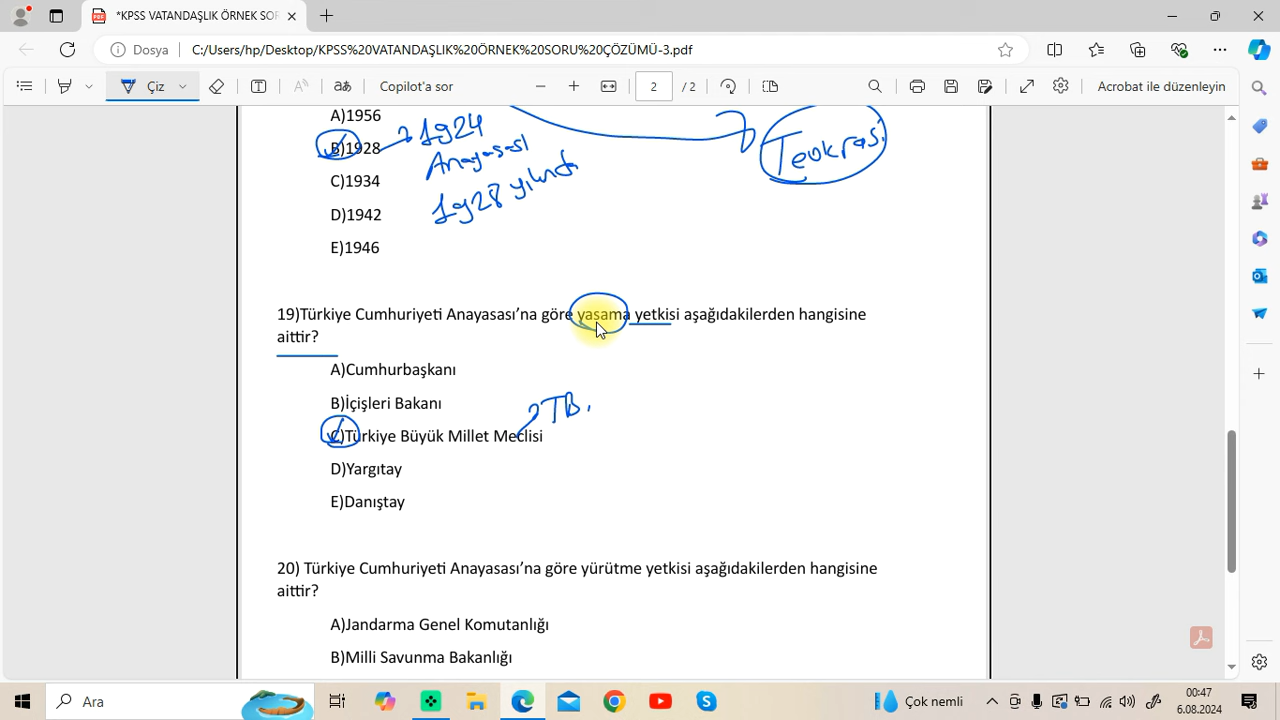 *KPSS VATANDAŞLIK ÖRNEK SOR
Dosya
C:/Users/hp/Desktop/KPSS%20VATANDAŞLIK%20ÖRNEK%20SORU%20ÇÖZÜMÜ-3.pdf
Çiz
aあ
Copilot'a sor
2
/ 2
Acrobat ile düzenleyin
A)1956
B)1928
1924
Anayasası
1928 yılında
Teokrasi
C)1934
D)1942
E)1946
19)Türkiye Cumhuriyeti Anayasası’na göre yasama yetkisi aşağıdakilerden hangisine
aittir?
A)Cumhurbaşkanı
B)İçişleri Bakanı
TB.
C)Türkiye Büyük Millet Meclisi
D)Yargıtay
E)Danıştay
20) Türkiye Cumhuriyeti Anayasası’na göre yürütme yetkisi aşağıdakilerden hangisine
aittir?
A)Jandarma Genel Komutanlığı
B)Milli Savunma Bakanlığı
Ara
Çok nemli
00:47
6.08.2024